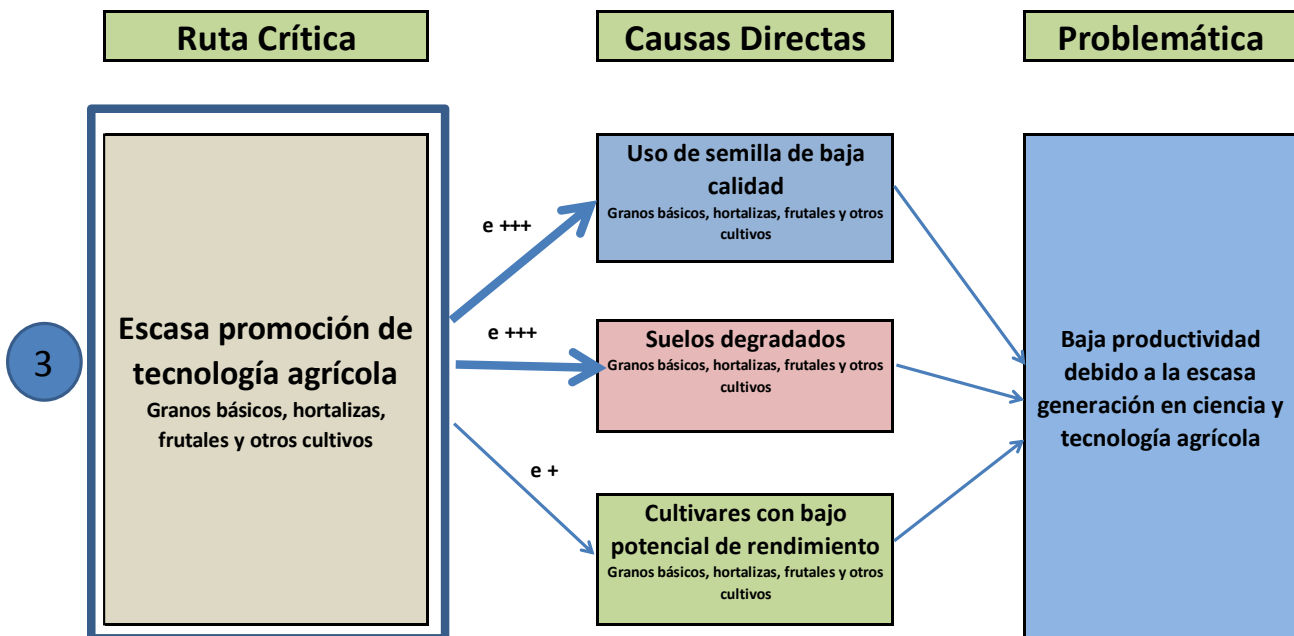 Ruta Crítica
Causas Directas
Problemática
3
Escasa promoción de
tecnología agrícola
Granos básicos, hortalizas,
frutales y otros cultivos
e +++
e +++
e +
Uso de semilla de baja
calidad
Granos básicos, hortalizas, frutales y otros
cultivos
Suelos degradados
Granos básicos, hortalizas, frutales y otros
cultivos
Cultivares con bajo
potencial de rendimiento
Granos básicos, hortalizas, frutales y otros
cultivos
Baja productividad
debido a la escasa
generación en ciencia y
tecnología agrícola